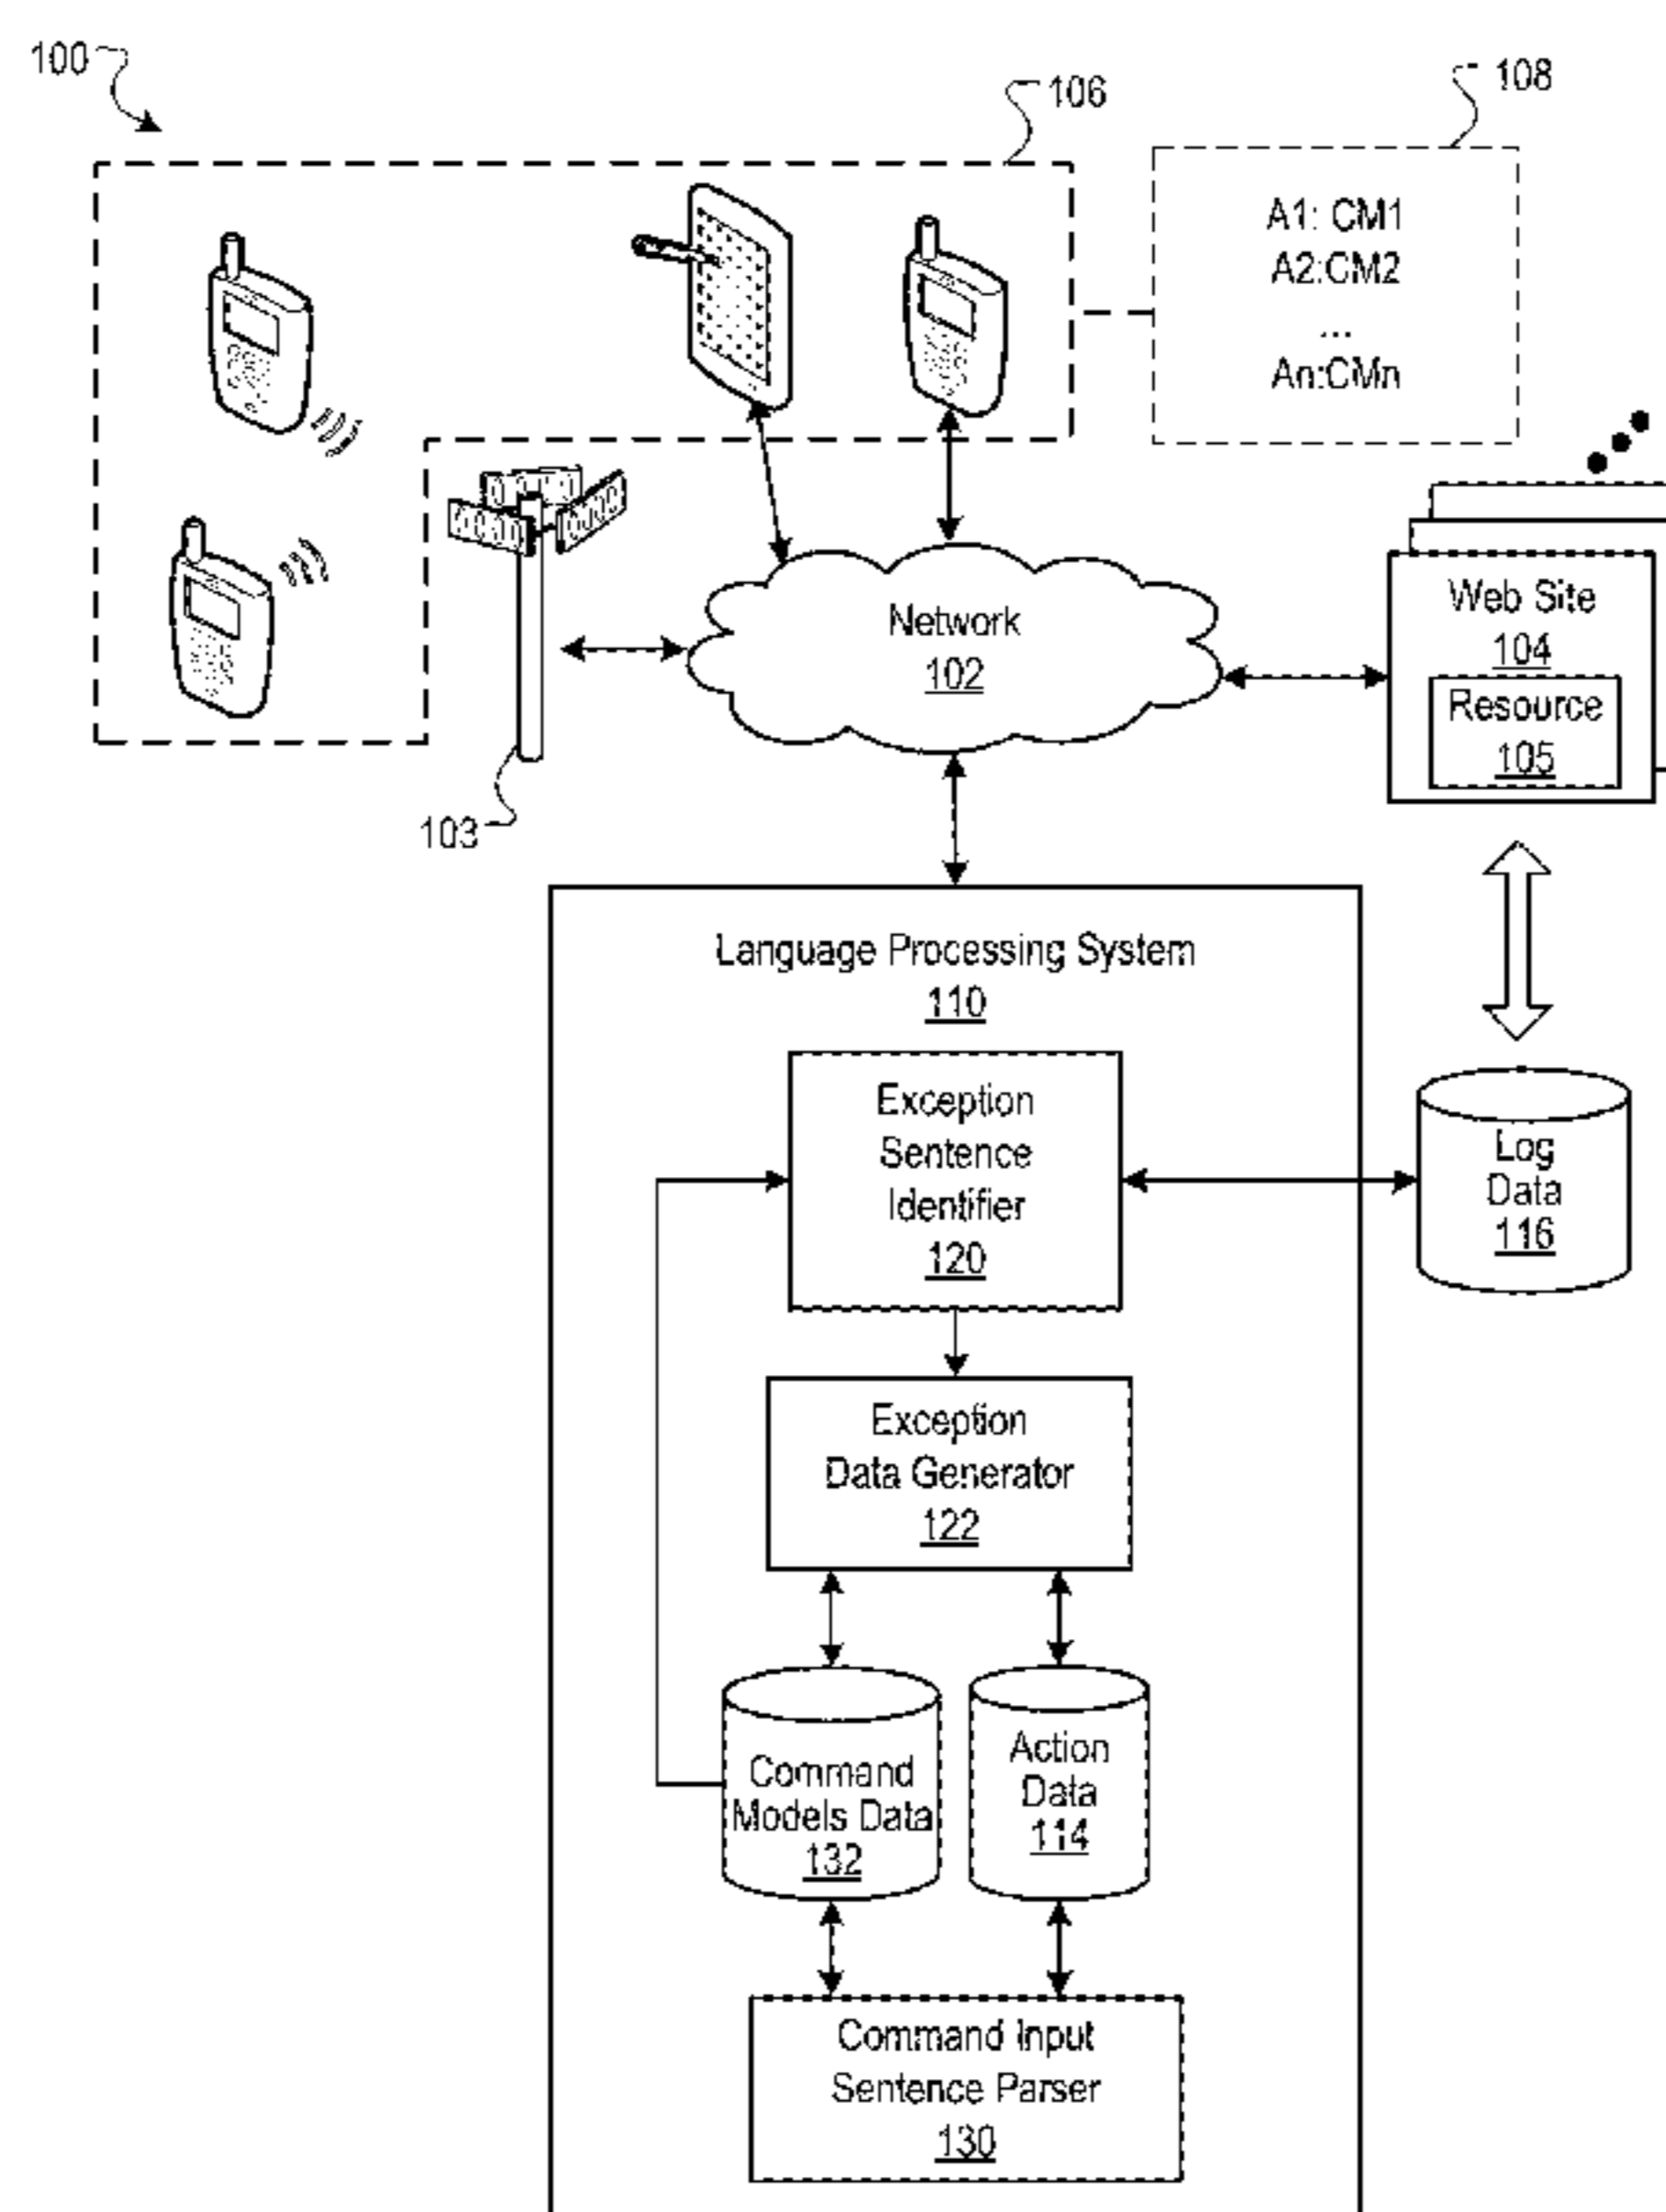 100
106
108
A1: CM1
A2:CM2
...
An:CMn
Network
102
Web Site
104
Resource
105
103
Language Processing System
110
Exception
Sentence
Identifier
120
Log
Data
116
Exception
Data Generator
122
Command
Models Data
132
Action
Data
114
Command Input
Sentence Parser
130